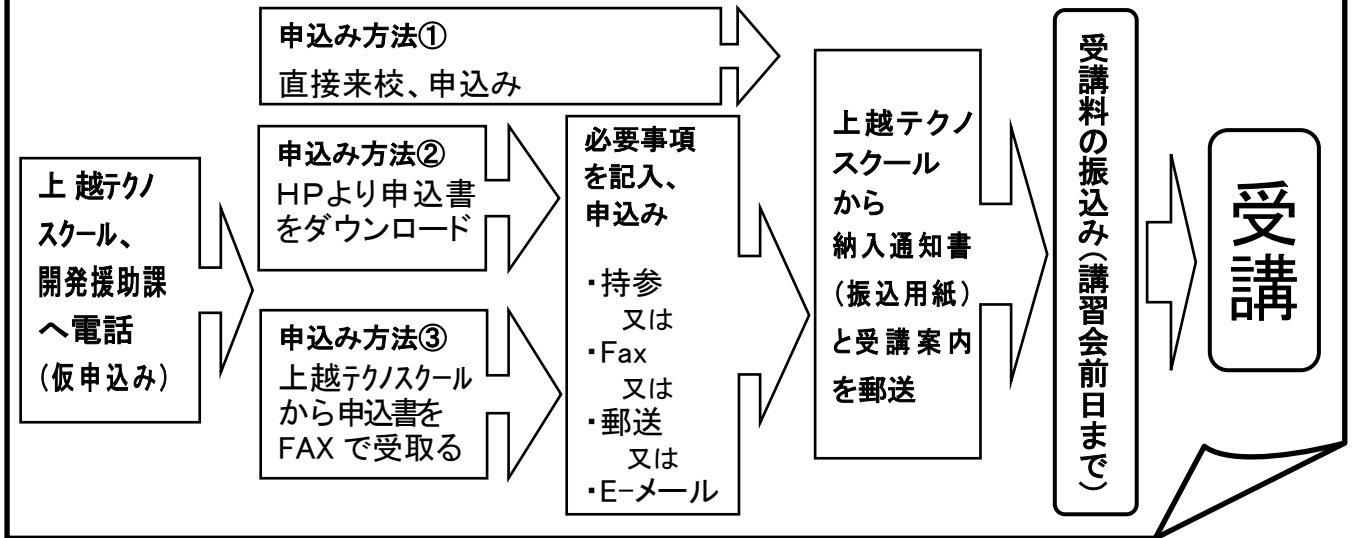 上越テクノ
スクール、
開発援助課
へ電話
(仮申込み)
申込み方法①
直接来校、申込み
申込み方法②
HPより申込書
をダウンロード
申込み方法③
上越テクノスクール
から申込書を
FAXで受取る
必要事項
を記入、
申込み
・持参
又は
・Fax
又は
・郵送
又は
・E-メール
上越テクノ
スクール
から
納入通知書
(振込用紙)
と受講案内
を郵送
受講料の振込み(講習会前日まで)
受講